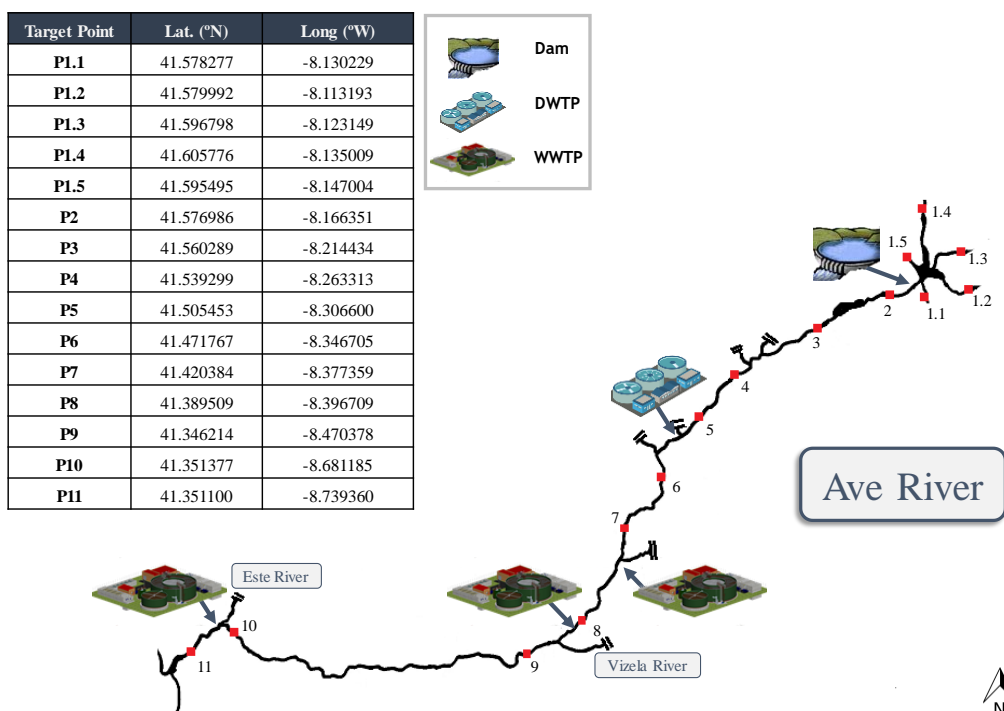 Target Point Lat. (ºN) Long (ºW)
P1.1 41.578277 -8.130229
P1.2 41.579992 -8.113193
P1.3 41.596798 -8.123149
P1.4 41.605776 -8.135009
P1.5 41.595495 -8.147004
P2 41.576986 -8.166351
P3 41.560289 -8.214434
P4 41.539299 -8.263313
P5 41.505453 -8.306600
P6 41.471767 -8.346705
P7 41.420384 -8.377359
P8 41.389509 -8.396709
P9 41.346214 -8.470378
P10 41.351377 -8.681185
P11 41.351100 -8.739360
Dam
DWTP
WWTP
1.4
1.5
1.3
1.2
1.1
2
3
4
5
6
Ave River
7
Este River
10
8
11
9
Vizela River
N